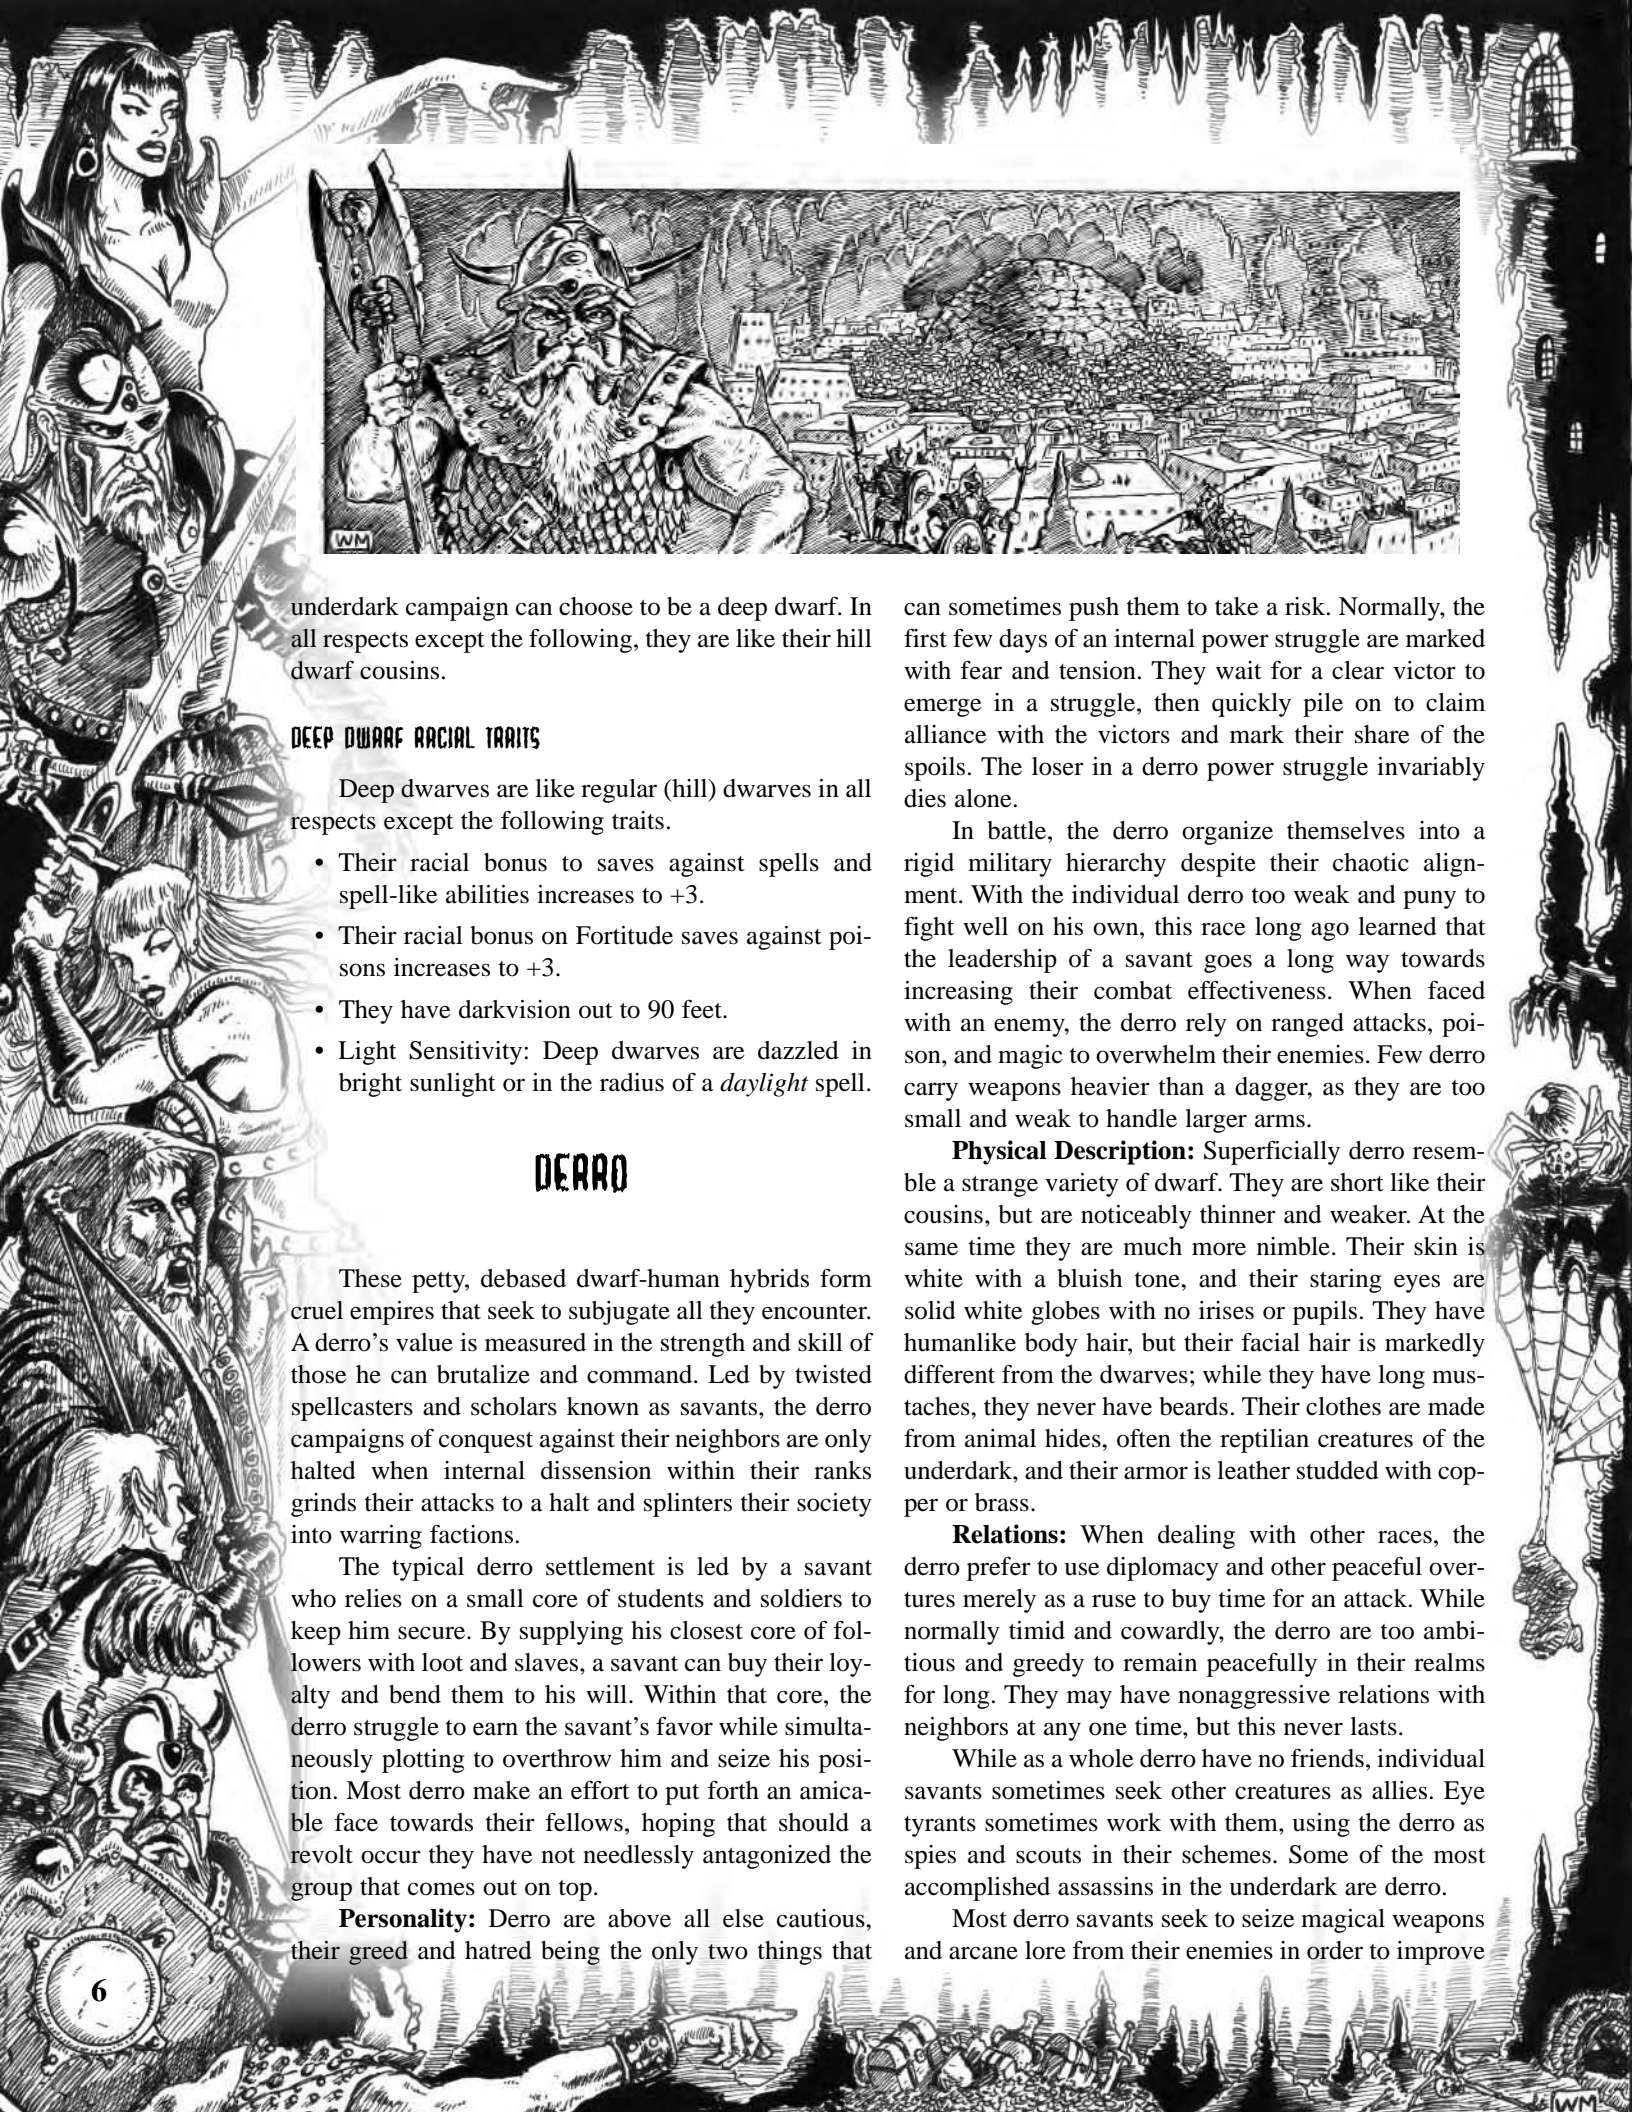 WM
underdark campaign can choose to be a deep dwarf. In
all respects except the following, they are like their hill
dwarf cousins.
DEEP DWARF RACIAL TRAITS
Deep dwarves are like regular (hill) dwarves in all
respects except the following traits.
• Their racial bonus to saves against spells and
spell-like abilities increases to +3.
• Their racial bonus on Fortitude saves against poi-
sons increases to +3.
• They have darkvision out to 90 feet.
• Light Sensitivity: Deep dwarves are dazzled in
bright sunlight or in the radius of a daylight spell.
DERRO
These petty, debased dwarf-human hybrids form
cruel empires that seek to subjugate all they encounter.
A derro’s value is measured in the strength and skill of
those he can brutalize and command. Led by twisted
spellcasters and scholars known as savants, the derro
campaigns of conquest against their neighbors are only
halted when internal dissension within their ranks
grinds their attacks to a halt and splinters their society
into warring factions.
The typical derro settlement is led by a savant
who relies on a small core of students and soldiers to
keep him secure. By supplying his closest core of fol-
lowers with loot and slaves, a savant can buy their loy-
alty and bend them to his will. Within that core, the
derro struggle to earn the savant’s favor while simulta-
neously plotting to overthrow him and seize his posi-
tion. Most derro make an effort to put forth an amica-
ble face towards their fellows, hoping that should a
revolt occur they have not needlessly antagonized the
group that comes out on top.
Personality: Derro are above all else cautious,
their greed and hatred being the only two things that
can sometimes push them to take a risk. Normally, the
first few days of an internal power struggle are marked
with fear and tension. They wait for a clear victor to
emerge in a struggle, then quickly pile on to claim
alliance with the victors and mark their share of the
spoils. The loser in a derro power struggle invariably
dies alone.
In battle, the derro organize themselves into a
rigid military hierarchy despite their chaotic align-
ment. With the individual derro too weak and puny to
fight well on his own, this race long ago learned that
the leadership of a savant goes a long way towards
increasing their combat effectiveness. When faced
with an enemy, the derro rely on ranged attacks, poi-
son, and magic to overwhelm their enemies. Few derro
carry weapons heavier than a dagger, as they are too
small and weak to handle larger arms.
Physical Description: Superficially derro resem-
ble a strange variety of dwarf. They are short like their
cousins, but are noticeably thinner and weaker. At the
same time they are much more nimble. Their skin is
white with a bluish tone, and their staring eyes are
solid white globes with no irises or pupils. They have
humanlike body hair, but their facial hair is markedly
different from the dwarves; while they have long mus-
taches, they never have beards. Their clothes are made
from animal hides, often the reptilian creatures of the
underdark, and their armor is leather studded with cop-
per or brass.
Relations: When dealing with other races, the
derro prefer to use diplomacy and other peaceful over-
tures merely as a ruse to buy time for an attack. While
normally timid and cowardly, the derro are too ambi-
tious and greedy to remain peacefully in their realms
for long. They may have nonaggressive relations with
neighbors at any one time, but this never lasts.
While as a whole derro have no friends, individual
savants sometimes seek other creatures as allies. Eye
tyrants sometimes work with them, using the derro as
spies and scouts in their schemes. Some of the most
accomplished assassins in the underdark are derro.
Most derro savants seek to seize magical weapons
and arcane lore from their enemies in order to improve
6
WM